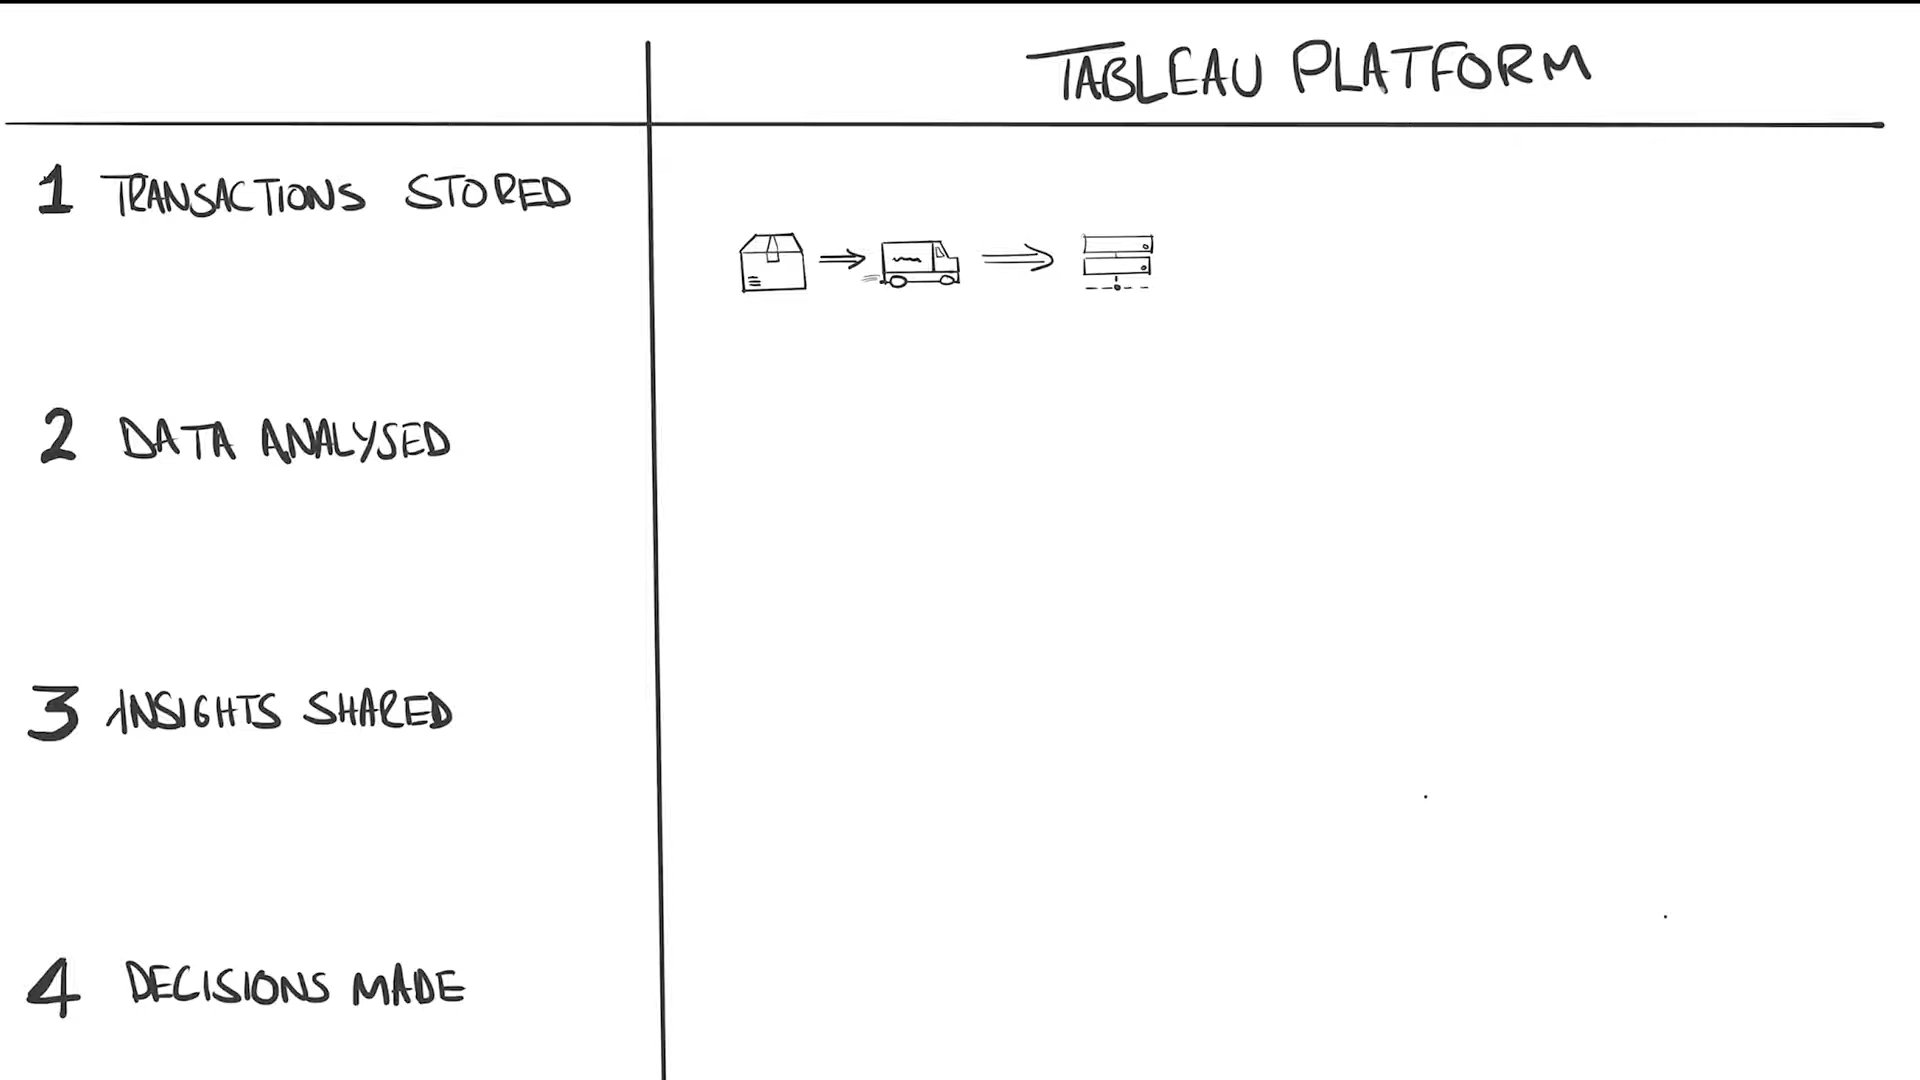 TABLEAU PLATFORM
1 TRANSACTIONS STORED
2 DATA ANALYSED
3 INSIGHTS SHARED
4 DECISIONS MADE